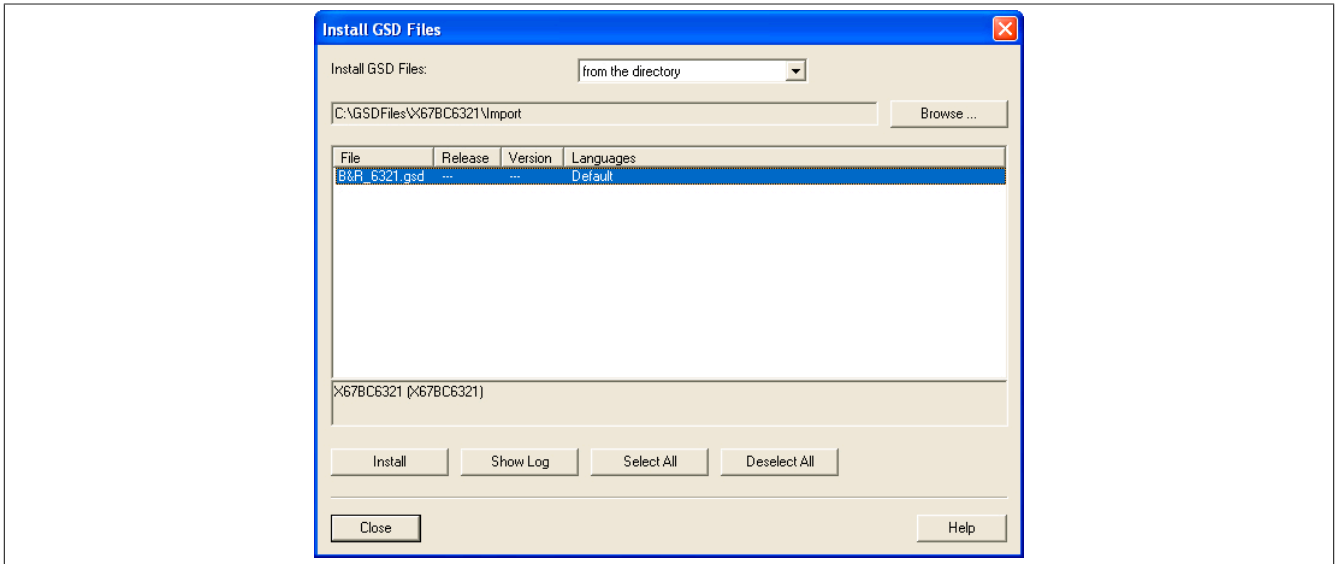 Install GSD Files
Install GSD Files: from the directory
C:\GSDFiles\X67BC6321\Import Browse ...
File Release Version Languages
B&R_6321.gsd --- --- Default
X67BC6321 (X67BC6321)
Install Show Log Select All Deselect All
Close Help